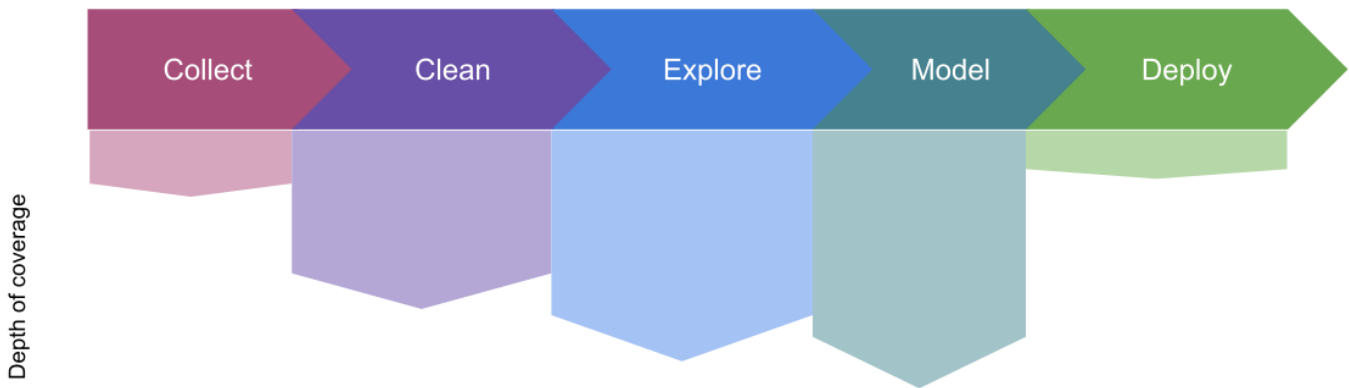 Collect
Clean
Explore
Model
Deploy
Depth of coverage